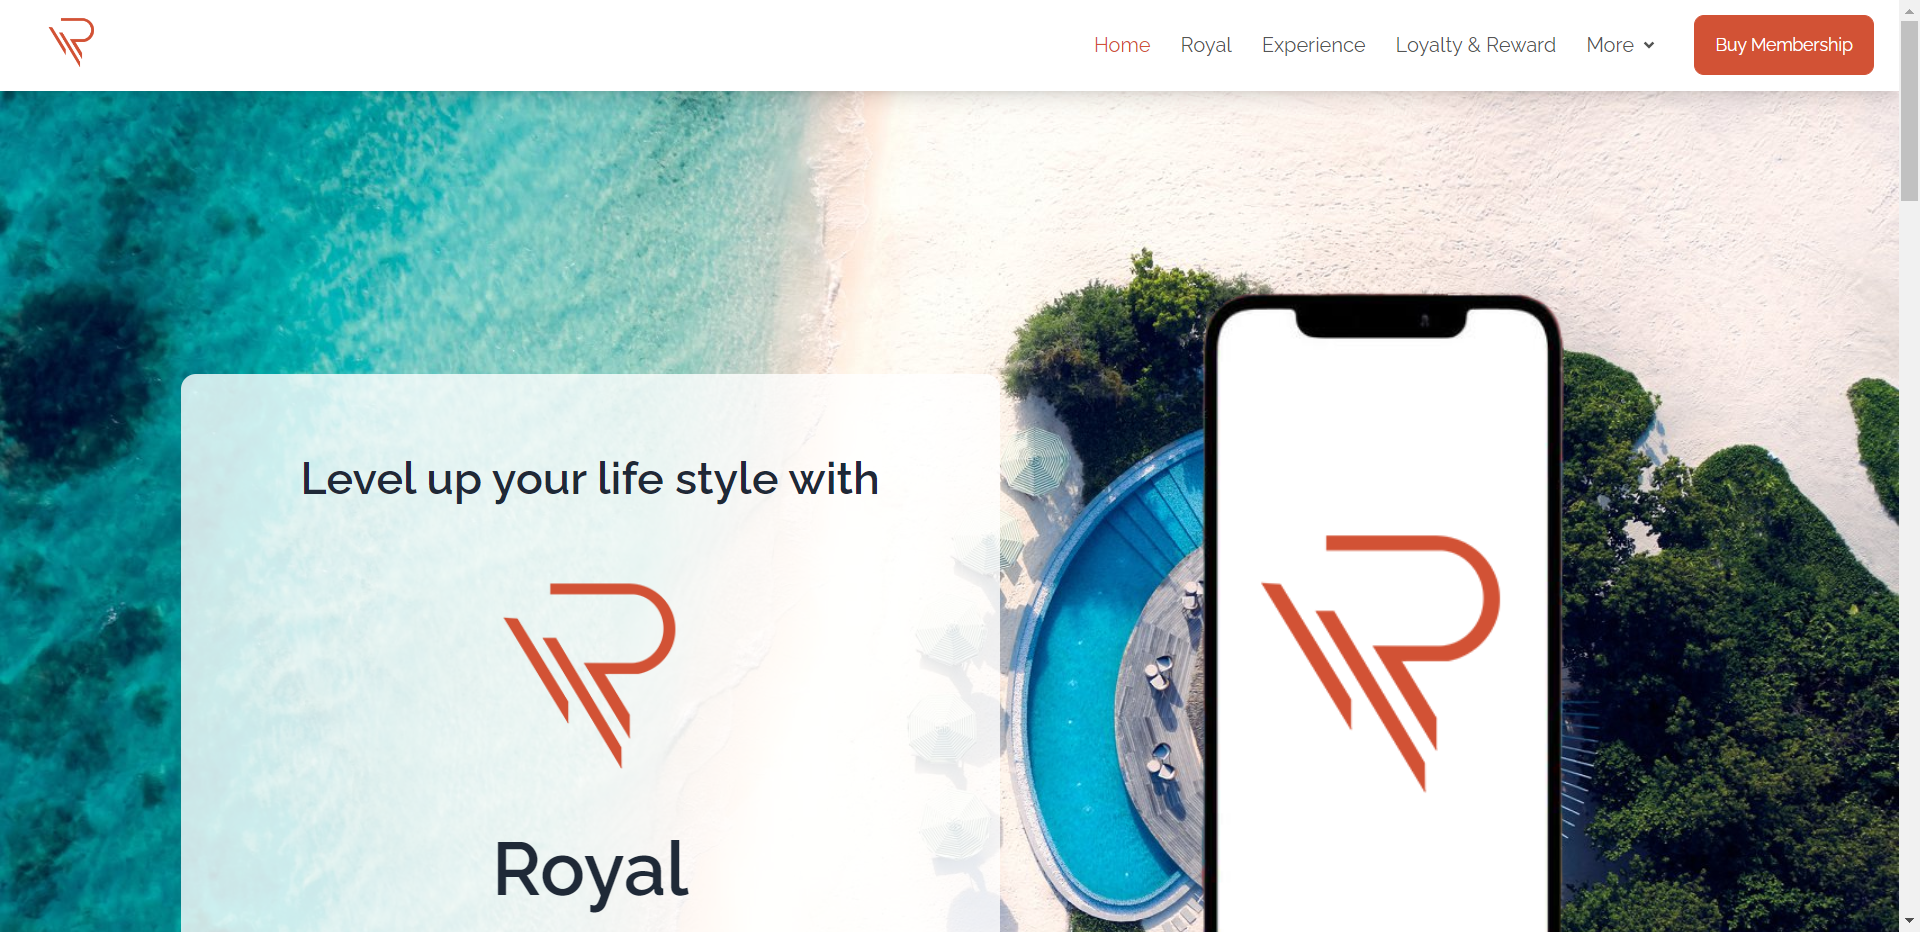 Home
Royal
Experience
Loyalty & Reward
More
Buy Membership
Level up your life style with
Royal